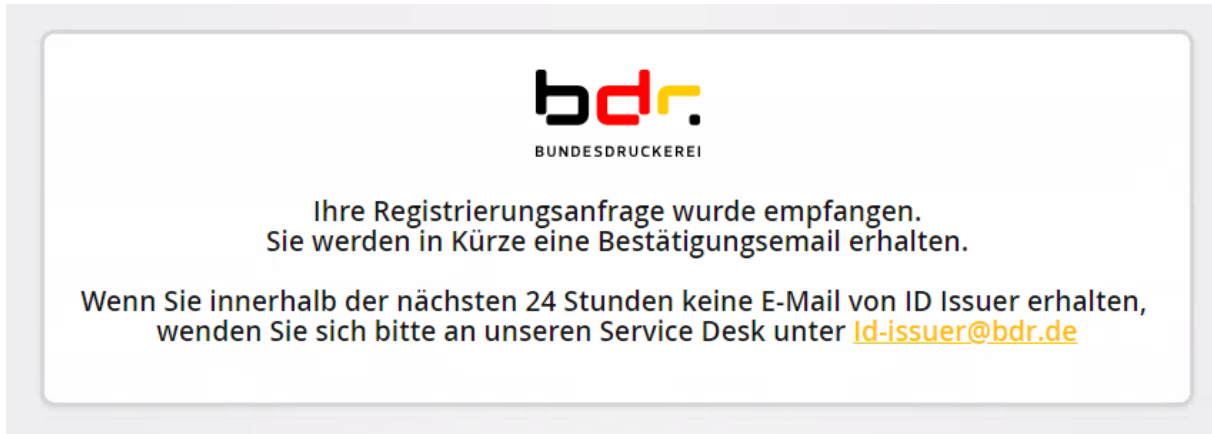 bdr.
BUNDESDRUCKEREI
Ihre Registrierungsanfrage wurde empfangen.
Sie werden in Kürze eine Bestätigungsemail erhalten.
Wenn Sie innerhalb der nächsten 24 Stunden keine E-Mail von ID Issuer erhalten,
wenden Sie sich bitte an unseren Service Desk unter Id-issuer@bdr.de